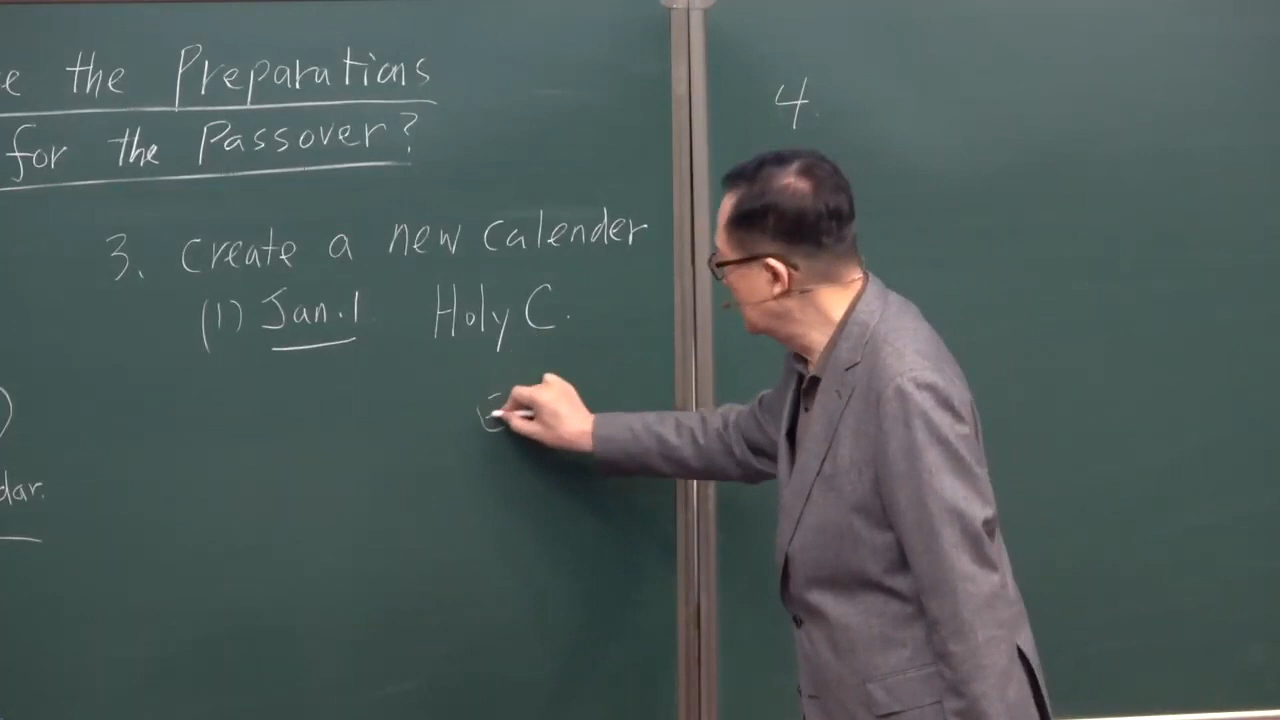 e the Preparations
for the Passover?
3. Create a new calender
(1) Jan. 1 Holy C.
dar.
4.